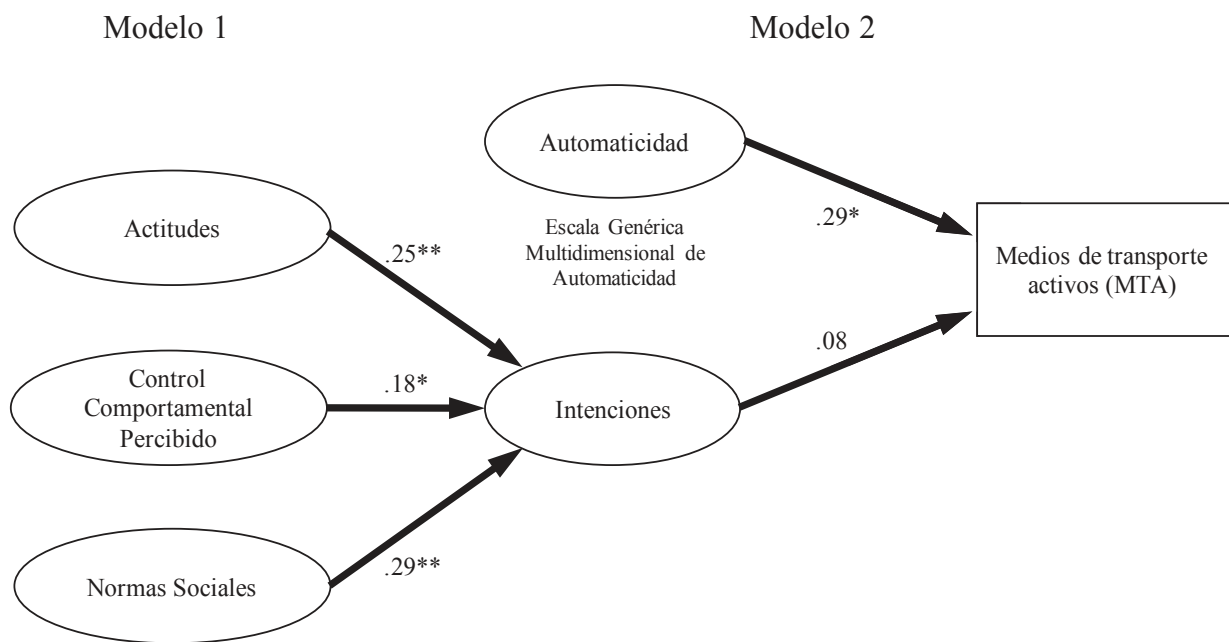 Modelo 1
Modelo 2
Automaticidad
Escala Genérica
Multidimensional de
Automaticidad
.29*
Actitudes
.25**
Medios de transporte
activos (MTA)
Control
Comportamental
Percibido
.18*
Intenciones
.08
Normas Sociales
.29**